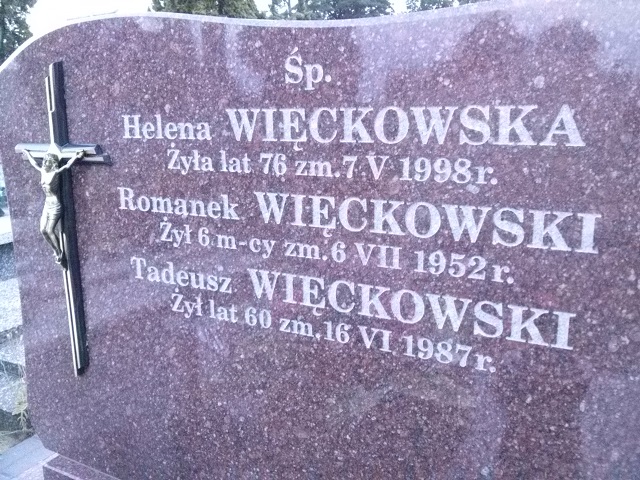 Śp.
Helena WIĘCKOWSKA
Żyła lat 76 zm. 7 V 1998 r.
Romanek WIĘCKOWSKI
Żył 6 m-cy zm. 6 VII 1952 r.
Tadeusz WIĘCKOWSKI
Żył lat 60 zm. 16 VI 1987 r.